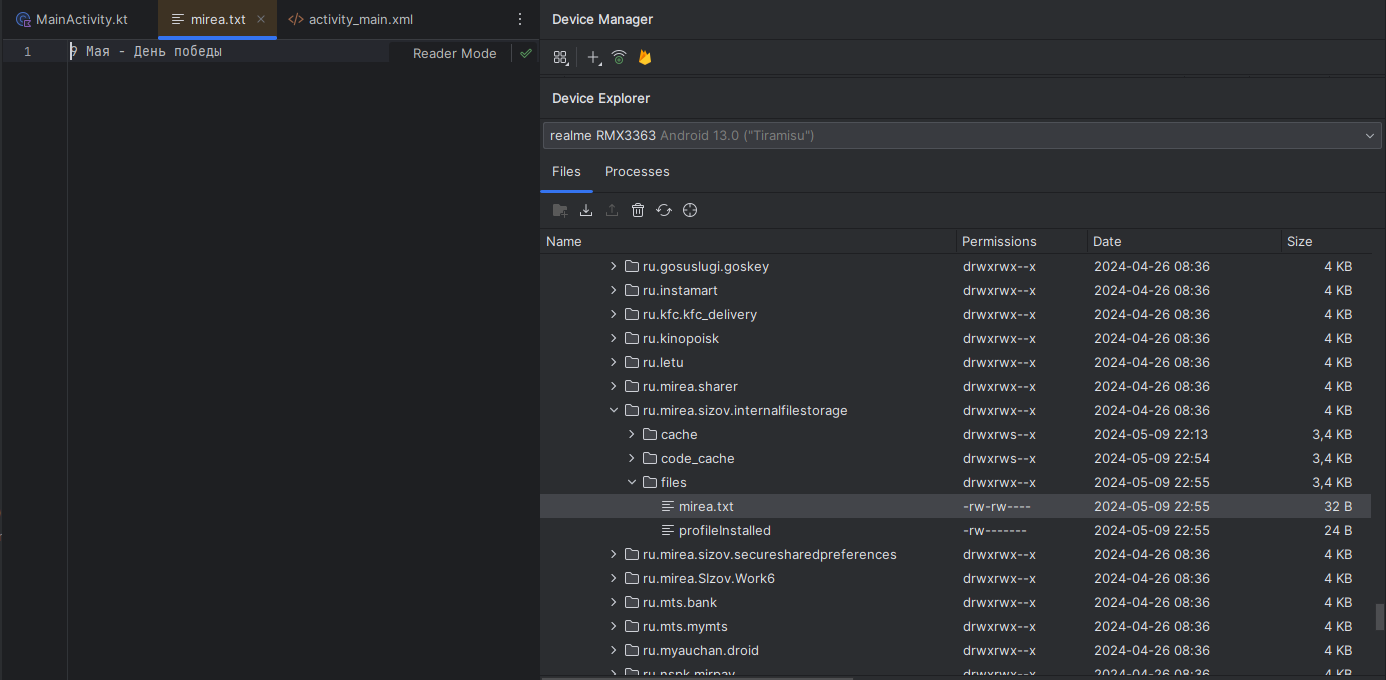 MainActivity.kt mirea.txt activity_main.xml
1 9 Мая - День победы
Reader Mode
Device Manager
Device Explorer
realme RMX3363 Android 13.0 ("Tiramisu")
Files Processes
Name Permissions Date Size
ru.gosuslugi.goskey drwxrwx--x 2024-04-26 08:36 4 KB
ru.instamart drwxrwx--x 2024-04-26 08:36 4 KB
ru.kfc.kfc_delivery drwxrwx--x 2024-04-26 08:36 4 KB
ru.kinopoisk drwxrwx--x 2024-04-26 08:36 4 KB
ru.letu drwxrwx--x 2024-04-26 08:36 4 KB
ru.mirea.sharer drwxrwx--x 2024-04-26 08:36 4 KB
ru.mirea.sizov.internalfilestorage drwxrwx--x 2024-04-26 08:36 4 KB
cache drwxrws--x 2024-05-09 22:13 3,4 KB
code_cache drwxrws--x 2024-05-09 22:54 3,4 KB
files drwxrwx--x 2024-05-09 22:55 3,4 KB
mirea.txt -rw-rw---- 2024-05-09 22:55 32 B
profileInstalled -rw------- 2024-05-09 22:55 24 B
ru.mirea.sizov.securesharedpreferences drwxrwx--x 2024-04-26 08:36 4 KB
ru.mirea.SIzov.Work6 drwxrwx--x 2024-04-26 08:36 4 KB
ru.mts.bank drwxrwx--x 2024-04-26 08:36 4 KB
ru.mts.mymts drwxrwx--x 2024-04-26 08:36 4 KB
ru.myauchan.droid drwxrwx--x 2024-04-26 08:36 4 KB
ru.nspk.mirpay drwxrwx--x 2024-04-26 08:36 4 KB